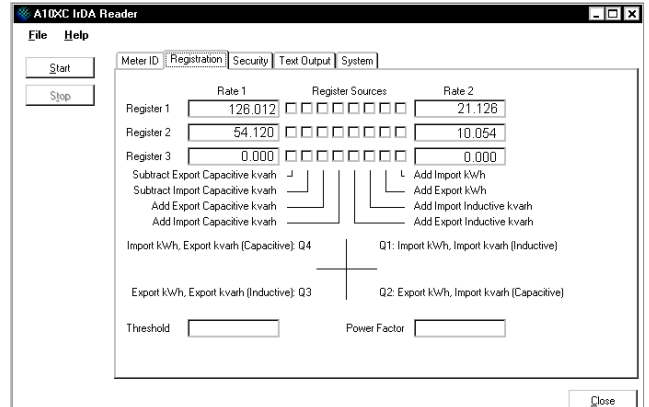 A10XC IrDA Reader
File Help
Start
Stop
Meter ID Registration Security Text Output System
Rate 1 Register Sources Rate 2
Register 1 126.012 21.126
Register 2 54.120 10.054
Register 3 0.000 0.000
Subtract Export Capacitive kvarh Add Import kWh
Subtract Import Capacitive kvarh Add Export kWh
Add Export Capacitive kvarh Add Import Inductive kvarh
Add Import Capacitive kvarh Add Export Inductive kvarh
Import kWh, Export kvarh (Capacitive): Q4 Q1: Import kWh, Import kvarh (Inductive)
Export kWh, Export kvarh (Inductive): Q3 Q2: Export kWh, Import kvarh (Capacitive)
Threshold Power Factor
Close